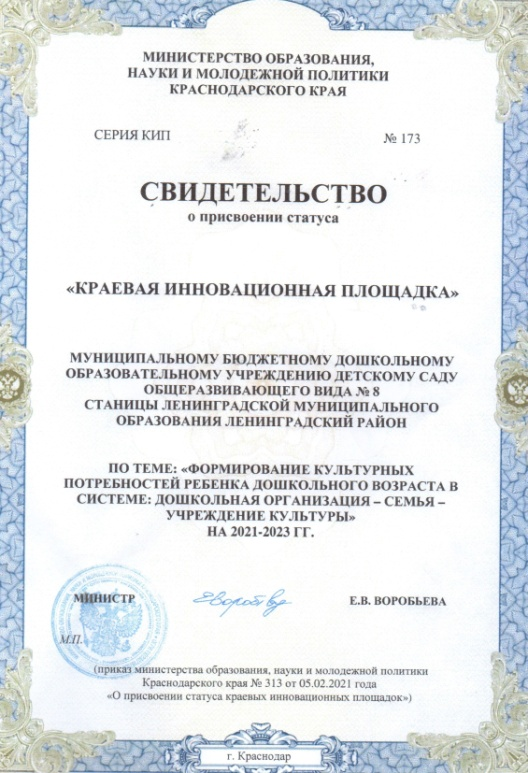 МИНИСТЕРСТВО ОБРАЗОВАНИЯ,
НАУКИ И МОЛОДЕЖНОЙ ПОЛИТИКИ
КРАСНОДАРСКОГО КРАЯ
СЕРИЯ КИП № 173
СВИДЕТЕЛЬСТВО
о присвоении статуса
«КРАЕВАЯ ИННОВАЦИОННАЯ ПЛОЩАДКА»
МУНИЦИПАЛЬНОМУ БЮДЖЕТНОМУ ДОШКОЛЬНОМУ
ОБРАЗОВАТЕЛЬНОМУ УЧРЕЖДЕНИЮ ДЕТСКОМУ САДУ
ОБЩЕРАЗВИВАЮЩЕГО ВИДА № 8
СТАНИЦЫ ЛЕНИНГРАДСКОЙ МУНИЦИПАЛЬНОГО
ОБРАЗОВАНИЯ ЛЕНИНГРАДСКИЙ РАЙОН
ПО ТЕМЕ: «ФОРМИРОВАНИЕ КУЛЬТУРНЫХ
ПОТРЕБНОСТЕЙ РЕБЕНКА ДОШКОЛЬНОГО ВОЗРАСТА В
СИСТЕМЕ: ДОШКОЛЬНАЯ ОРГАНИЗАЦИЯ – СЕМЬЯ –
УЧРЕЖДЕНИЕ КУЛЬТУРЫ»
НА 2021-2023 ГГ.
МИНИСТР Е.В. ВОРОБЬЕВА
М.П.
(приказ министерства образования, науки и молодежной политики
Краснодарского края № 313 от 05.02.2021 года
«О присвоении статуса краевых инновационных площадок»)
г. Краснодар